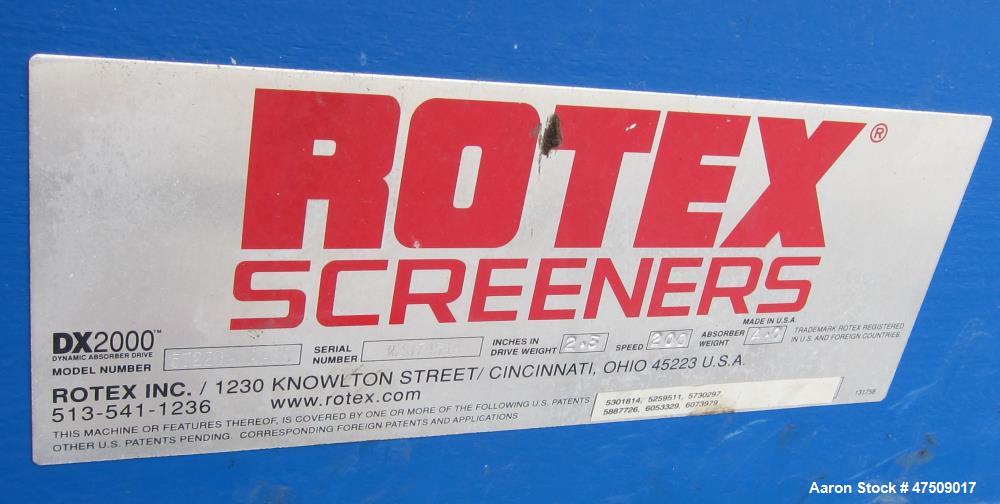 ROTEX®
SCREENERS
DX2000™
DYNAMIC ABSORBER DRIVE
MODEL NUMBER
SERIAL NUMBER
INCHES IN DRIVE WEIGHT 2.5
SPEED 200
ABSORBER WEIGHT
MADE IN U.S.A.
TRADEMARK ROTEX REGISTERED
IN U.S. AND FOREIGN COUNTRIES.
ROTEX INC. / 1230 KNOWLTON STREET/ CINCINNATI, OHIO 45223 U.S.A.
513-541-1236 www.rotex.com
THIS MACHINE OR FEATURES THEREOF, IS COVERED BY ONE OR MORE OF THE FOLLOWING U.S. PATENTS
OTHER U.S. PATENTS PENDING. CORRESPONDING FOREIGN PATENTS AND APPLICATIONS
5301814, 5259511, 5730297,
5887726, 6053329, 6073979
131758
Aaron Stock # 47509017